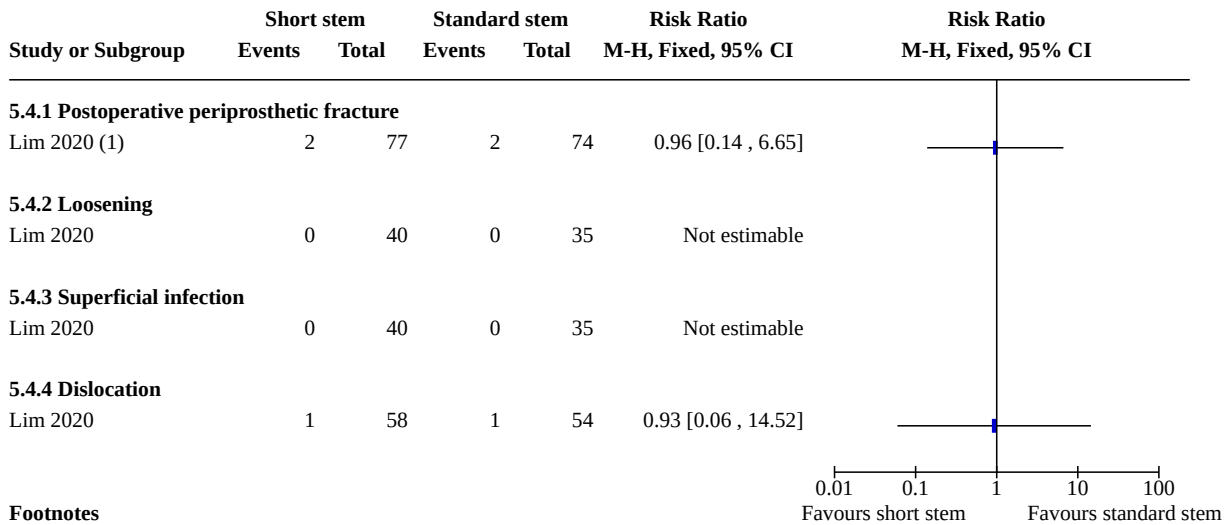 Short stem Standard stem Risk Ratio Risk Ratio
Study or Subgroup Events Total Events Total M-H, Fixed, 95% CI M-H, Fixed, 95% CI
5.4.1 Postoperative periprosthetic fracture
Lim 2020 (1) 2 77 2 74 0.96 [0.14 , 6.65]
5.4.2 Loosening
Lim 2020 0 40 0 35 Not estimable
5.4.3 Superficial infection
Lim 2020 0 40 0 35 Not estimable
5.4.4 Dislocation
Lim 2020 1 58 1 54 0.93 [0.06 , 14.52]
0.01 0.1 1 10 100
Footnotes Favours short stem Favours standard stem